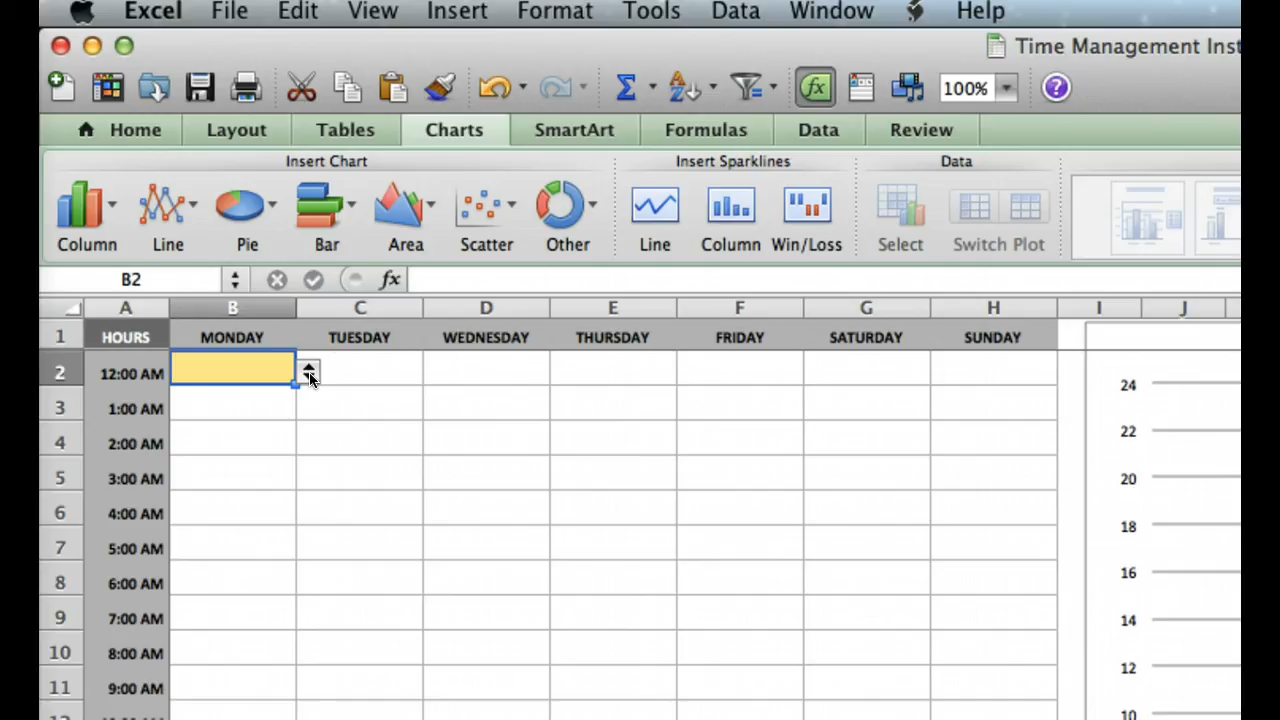 Excel File Edit View Insert Format Tools Data Window Help
Time Management Inst
100% ?
Home Layout Tables Charts SmartArt Formulas Data Review
Insert Chart Insert Sparklines Data
Column Line Pie Bar Area Scatter Other Line Column Win/Loss Select Switch Plot
B2 fx
A B C D E F G H I J
1 HOURS MONDAY TUESDAY WEDNESDAY THURSDAY FRIDAY SATURDAY SUNDAY
2 12:00 AM 24
3 1:00 AM 22
4 2:00 AM
5 3:00 AM 20
6 4:00 AM 18
7 5:00 AM
8 6:00 AM 16
9 7:00 AM 14
10 8:00 AM 12
11 9:00 AM
10